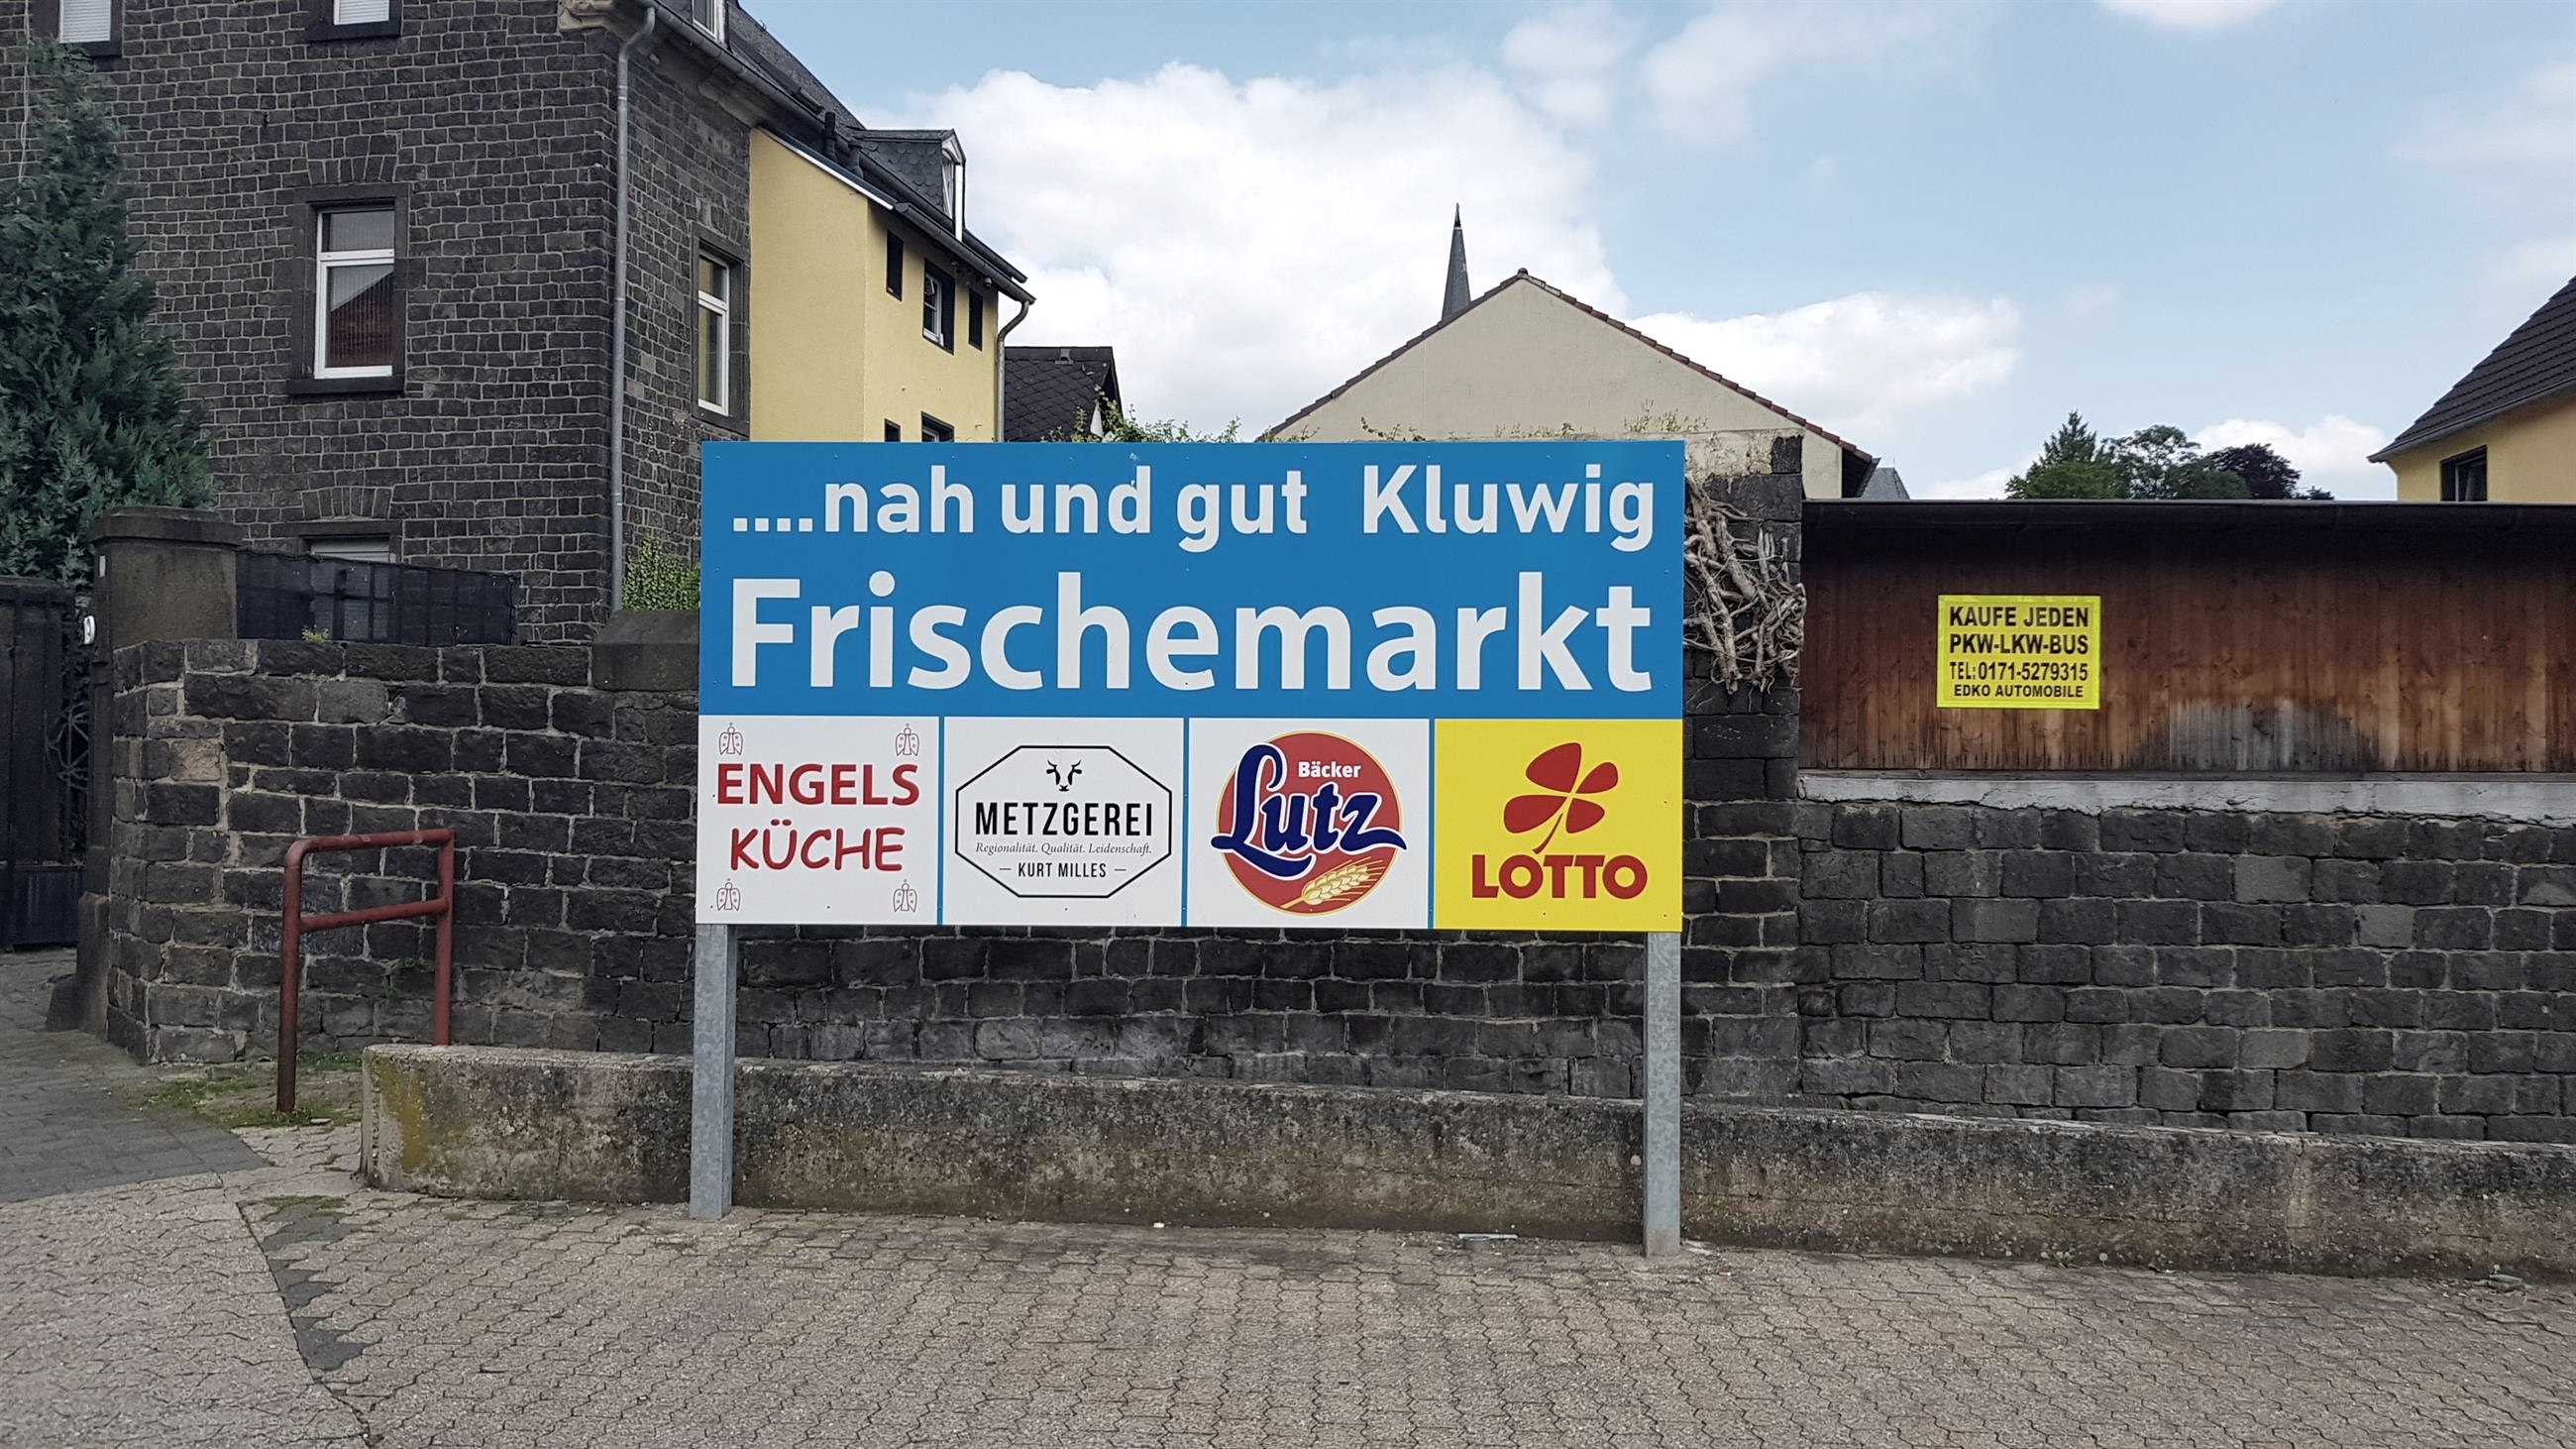 ....nah und gut Kluwig
Frischemarkt
ENGELS
KÜCHE
METZGEREI
Regionalität. Qualität. Leidenschaft.
– KURT MILLES –
Bäcker
Lutz
LOTTO
KAUFE JEDEN
PKW-LKW-BUS
TEL:0171-5279315
EDKO AUTOMOBILE